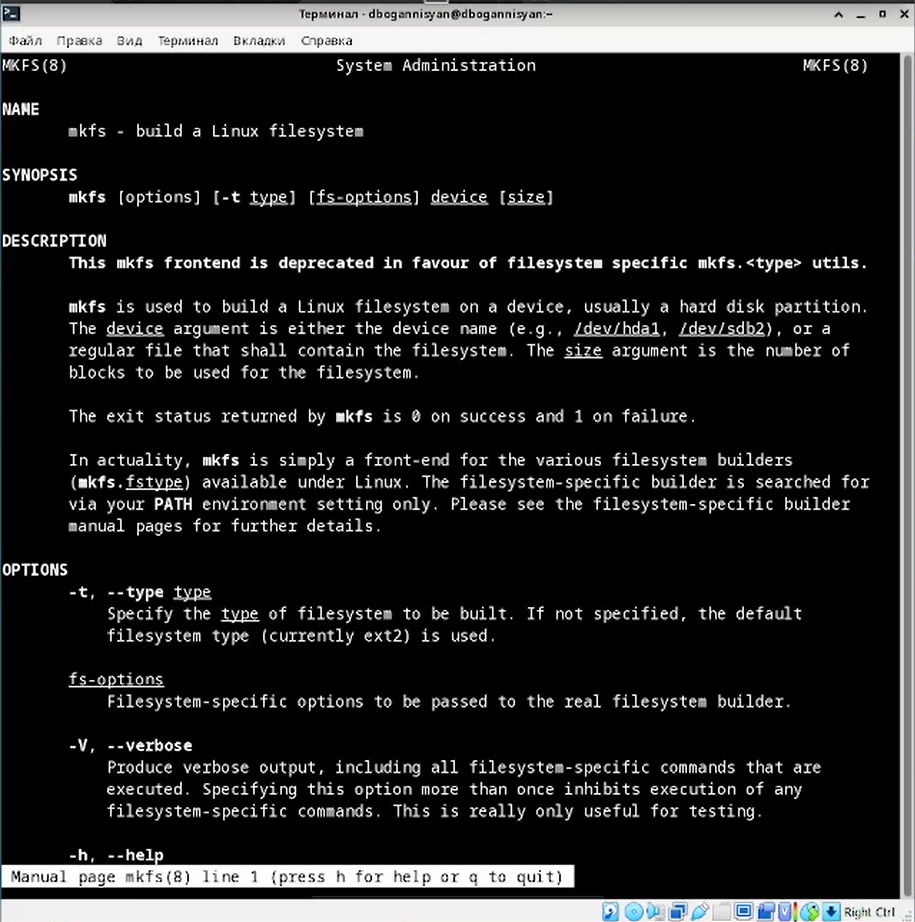 Терминал - dbogannisyan@dbogannisyan:~
Файл Правка Вид Терминал Вкладки Справка
MKFS(8) System Administration MKFS(8)
NAME
mkfs - build a Linux filesystem
SYNOPSIS
mkfs [options] [-t type] [fs-options] device [size]
DESCRIPTION
This mkfs frontend is deprecated in favour of filesystem specific mkfs.<type> utils.
mkfs is used to build a Linux filesystem on a device, usually a hard disk partition.
The device argument is either the device name (e.g., /dev/hda1, /dev/sdb2), or a
regular file that shall contain the filesystem. The size argument is the number of
blocks to be used for the filesystem.
The exit status returned by mkfs is 0 on success and 1 on failure.
In actuality, mkfs is simply a front-end for the various filesystem builders
(mkfs.fstype) available under Linux. The filesystem-specific builder is searched for
via your PATH environment setting only. Please see the filesystem-specific builder
manual pages for further details.
OPTIONS
-t, --type type
Specify the type of filesystem to be built. If not specified, the default
filesystem type (currently ext2) is used.
fs-options
Filesystem-specific options to be passed to the real filesystem builder.
-V, --verbose
Produce verbose output, including all filesystem-specific commands that are
executed. Specifying this option more than once inhibits execution of any
filesystem-specific commands. This is really only useful for testing.
-h, --help
Manual page mkfs(8) line 1 (press h for help or q to quit)
Right Ctrl